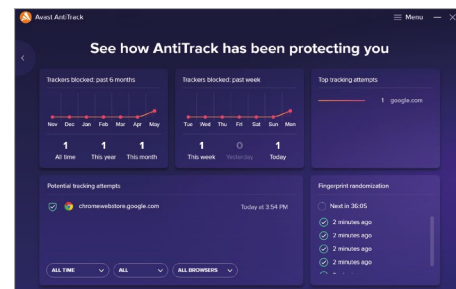 Avast AntiTrack
Menu
See how AntiTrack has been protecting you
Trackers blocked: past 6 months
Nov Dec Jan Feb Mar Apr May
1 1 1
All time This year This month
Trackers blocked: past week
Tue Wed Thu Fri Sat Sun Mon
1 0 1
This week Yesterday Today
Top tracking attempts
1 google.com
Potential tracking attempts
chromewebstore.google.com Today at 3:54 PM
ALL TIME ALL ALL BROWSERS
Fingerprint randomization
Next in 36:05
2 minutes ago
2 minutes ago
2 minutes ago
2 minutes ago